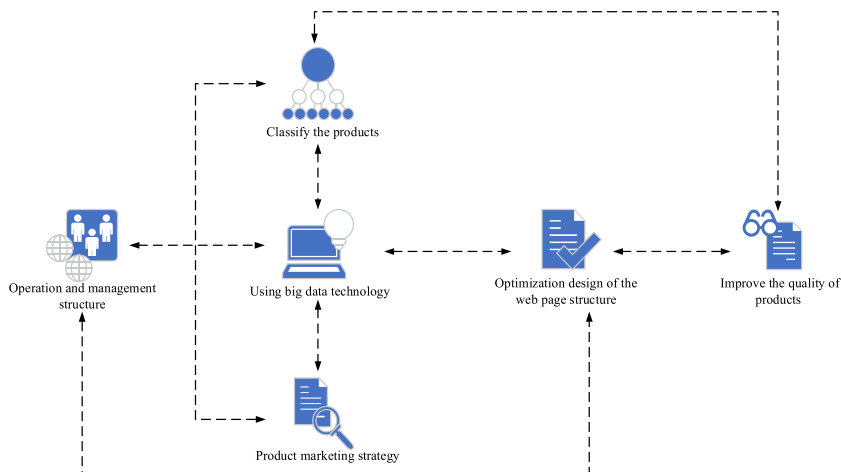 Classify the products
Operation and management
structure
Using big data technology
Optimization design of the
web page structure
Improve the quality of
products
Product marketing strategy